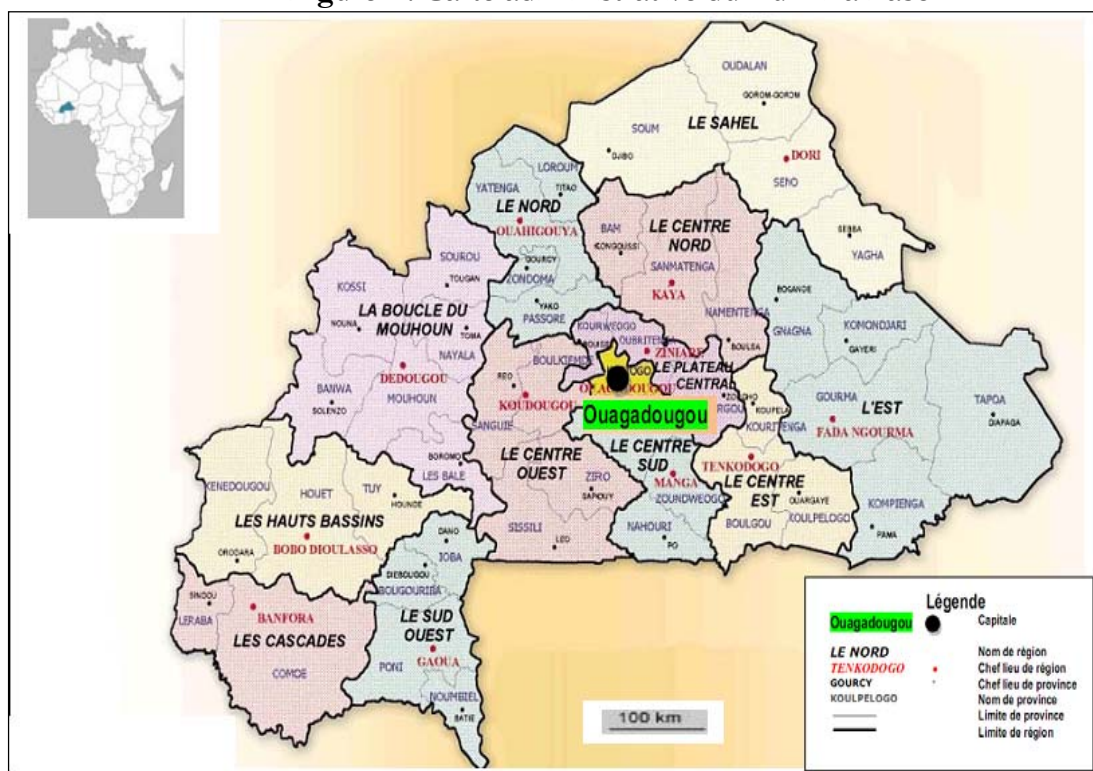 OUDALAN
GOROM-GOROM
SOUM
LE SAHEL
DJIBO
DORI
SENO
SEBBA
YAGHA
LOROUM
YATENGA
TITAO
LE NORD
OUAHIGOUYA
GOURCY
ZONDOMA
YAKO
PASSORE
LE CENTRE
NORD
BAM
KONGOUSSI
SANMATENGA
KAYA
NAMENTENGA
BOULSA
SOUROU
KOSSI
TOUGAN
LA BOUCLE DU
MOUHOUN
NOUNA
TOMA
NAYALA
DEDOUGOU
BANWA
MOUHOUN
SOLENZO
BOROMO
LES BALE
KOURWEOGO
OUBRITENGA
ZINIARE
BOULKIEMDE
LE PLATEAU
CENTRAL
Ouagadougou
REO
KOUDOUGOU
SANGUIE
LE CENTRE
OUEST
ZIRO
SAPOUY
SISSILI
LEO
LE CENTRE
SUD
MANGA
ZOUNDWEOGO
NAHOURI
PO
BOGANDE
GNAGNA
KOMONDJARI
GAYERI
GOURMA
L'EST
TAPOA
DIAPAGA
FADA NGOURMA
KOMPIENGA
PAMA
KOUPELA
KOURITENGA
TENKODOGO
LE CENTRE
EST
OUARGAYE
BOULGOU
KOULPELOGO
KENEDOUGOU
HOUET
TUY
HOUNDE
LES HAUTS BASSINS
BOBO DIOULASSO
ORODARA
SINDOU
LERABA
BANFORA
LES CASCADES
COMOE
DANO
IOBA
DIEBOUGOU
BOUGOURIBA
LE SUD
OUEST
GAOUA
PONI
NOUMBIEL
BATIE
100 km
Légende
Ouagadougou Capitale
LE NORD Nom de région
TENKODOGO Chef lieu de région
GOURCY Chef lieu de province
KOULPELOGO Nom de province
Limite de province
Limite de région